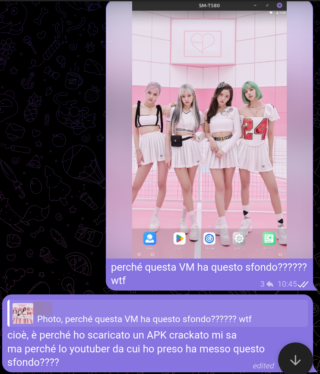 SM-T580
24
perché questa VM ha questo sfondo??????
wtf
3 10:45
Photo, perché questa VM ha questo sfondo?????? wtf
cioè, è perché ho scaricato un APK crackato mi sa
ma perché lo youtuber da cui ho preso ha messo questo
sfondo????
edited